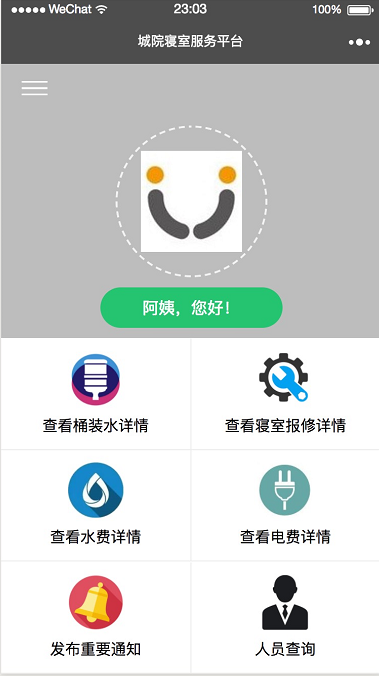 WeChat
23:03
100%
城院寝室服务平台
阿姨，您好！
查看桶装水详情
查看寝室报修详情
查看水费详情
查看电费详情
发布重要通知
人员查询